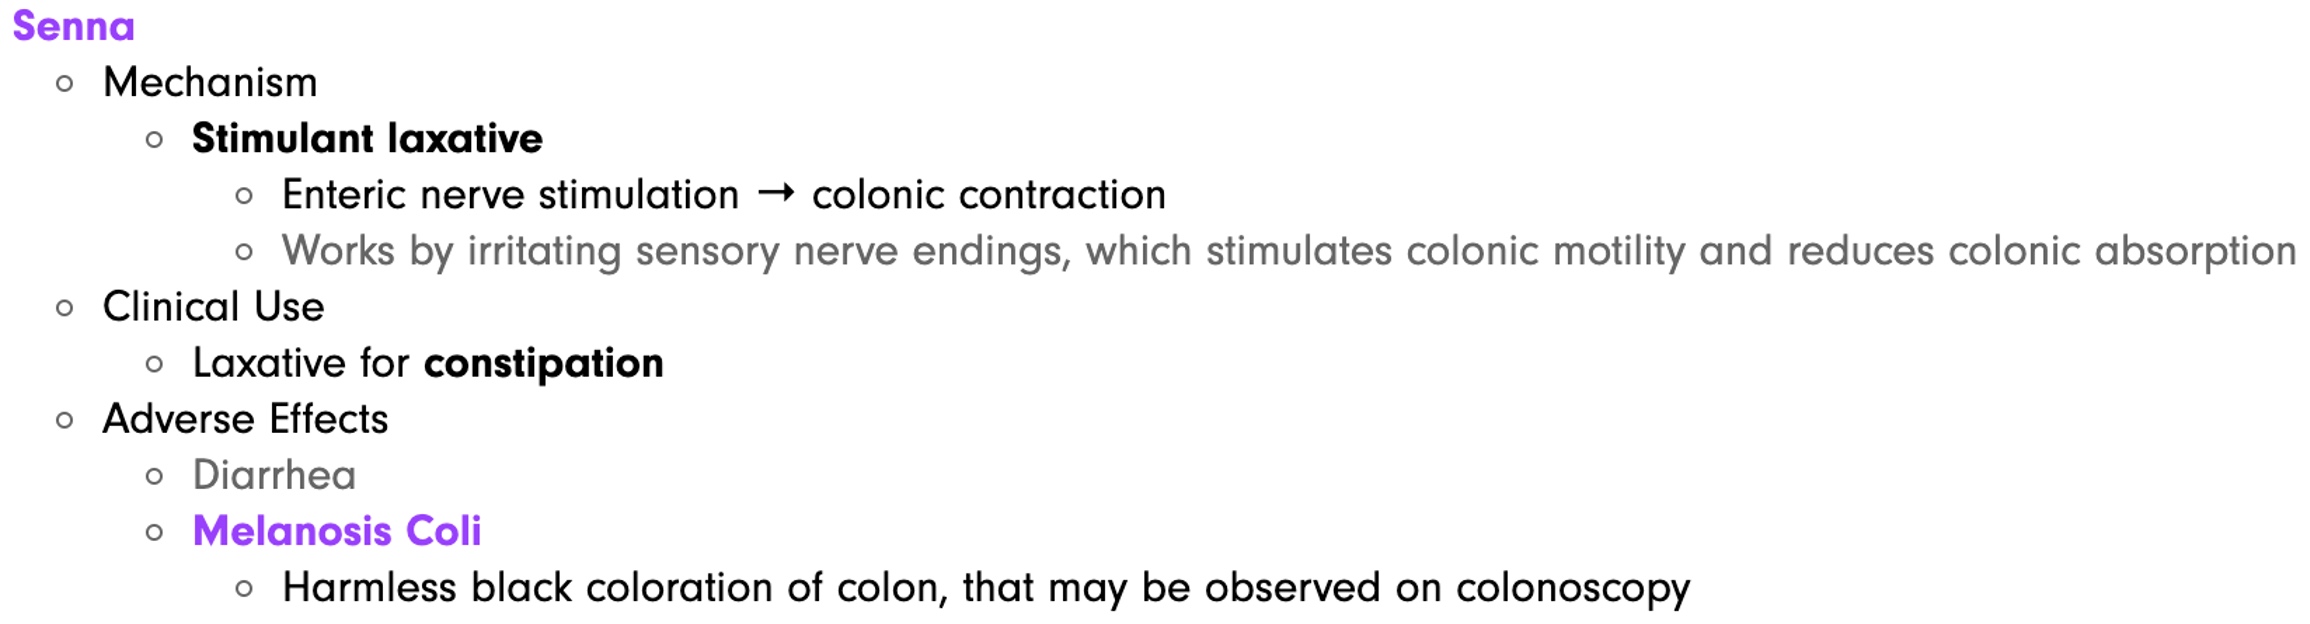 Senna
Mechanism
Stimulant laxative
Enteric nerve stimulation → colonic contraction
Works by irritating sensory nerve endings, which stimulates colonic motility and reduces colonic absorption
Clinical Use
Laxative for constipation
Adverse Effects
Diarrhea
Melanosis Coli
Harmless black coloration of colon, that may be observed on colonoscopy